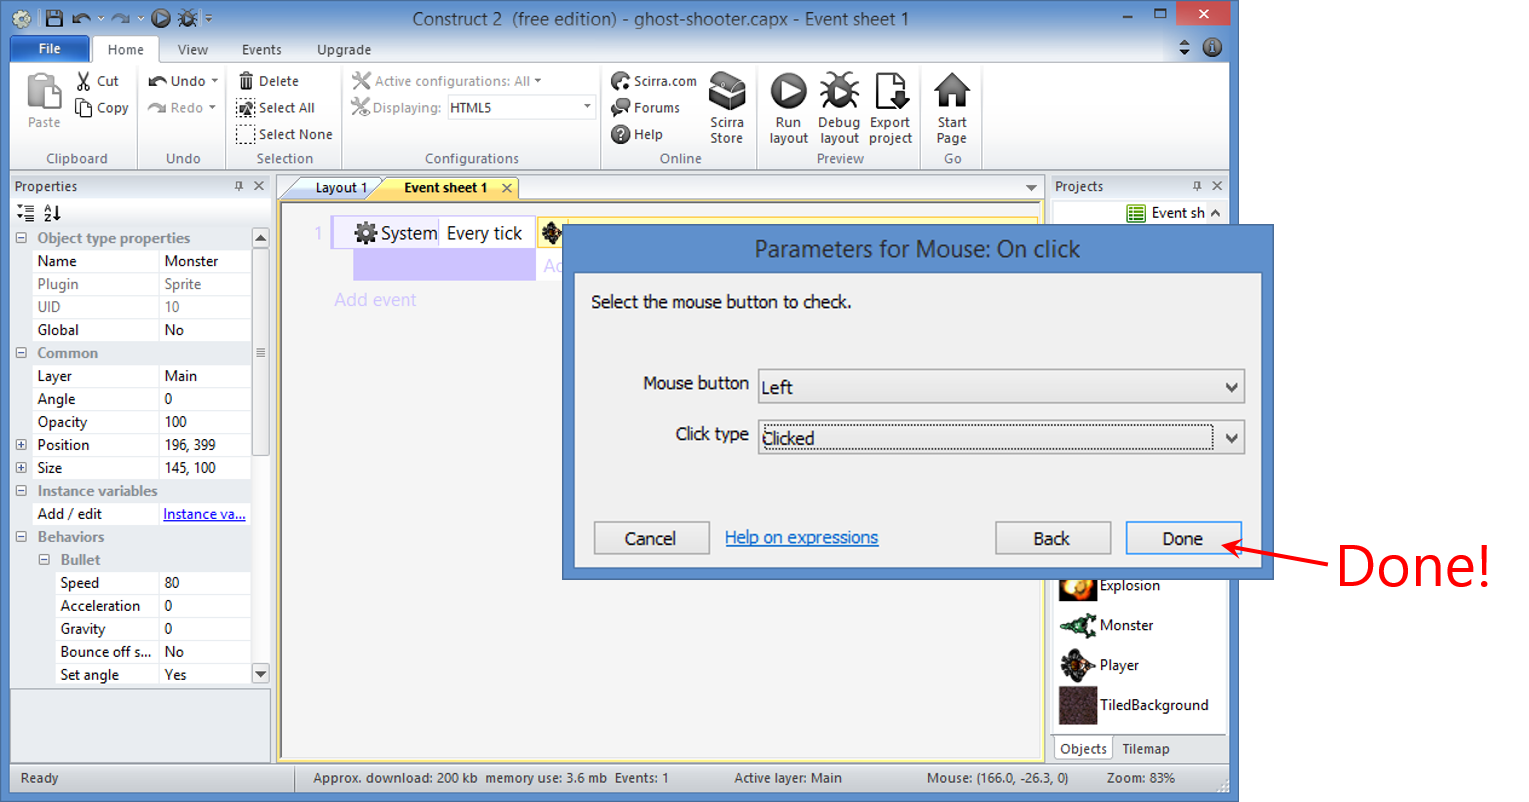 Construct 2 (free edition) - ghost-shooter.capx - Event sheet 1
File Home View Events Upgrade
Paste
Cut
Copy
Clipboard
Undo
Redo
Undo
Delete
Select All
Select None
Selection
Active configurations: All
Displaying: HTML5
Configurations
Scirra.com
Forums
Help
Scirra Store
Online
Run layout
Debug layout
Export project
Preview
Start Page
Go
Properties
Object type properties
Name Monster
Plugin Sprite
UID 10
Global No
Common
Layer Main
Angle 0
Opacity 100
Position 196, 399
Size 145, 100
Instance variables
Add / edit Instance va...
Behaviors
Bullet
Speed 80
Acceleration 0
Gravity 0
Bounce off s... No
Set angle Yes
Layout 1 Event sheet 1
1 System Every tick
Ac
Add event
Parameters for Mouse: On click
Select the mouse button to check.
Mouse button Left
Click type Clicked
Cancel Help on expressions Back Done
Done!
Projects
Event sh
Explosion
Monster
Player
TiledBackground
Objects Tilemap
Ready Approx. download: 200 kb memory use: 3.6 mb Events: 1 Active layer: Main Mouse: (166.0, -26.3, 0) Zoom: 83%